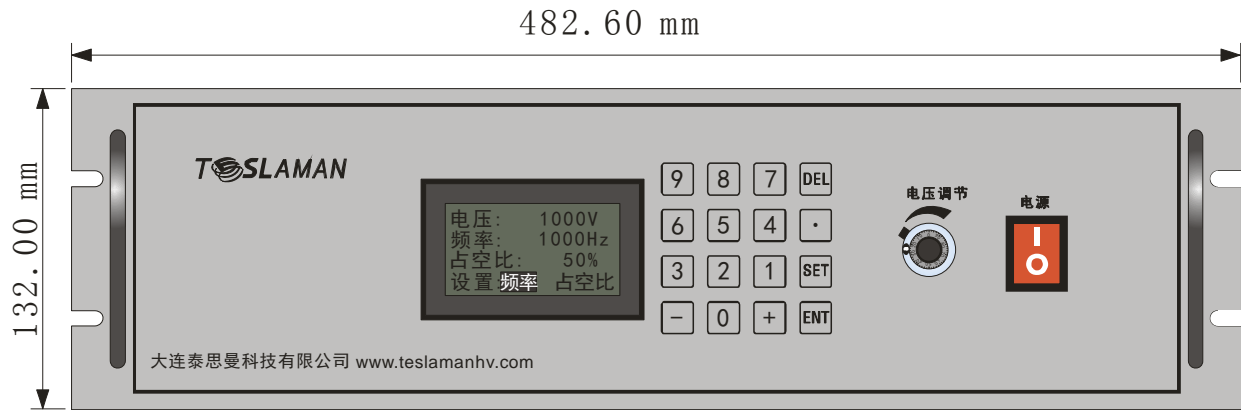 482.60 mm
132.00 mm
TESLAMAN
电压: 1000V
频率: 1000Hz
占空比: 50%
设置:频率 占空比
9 8 7 DEL
6 5 4 ·
3 2 1 SET
- 0 + ENT
电压调节
电源
大连泰思曼科技有限公司 www.teslamanhv.com